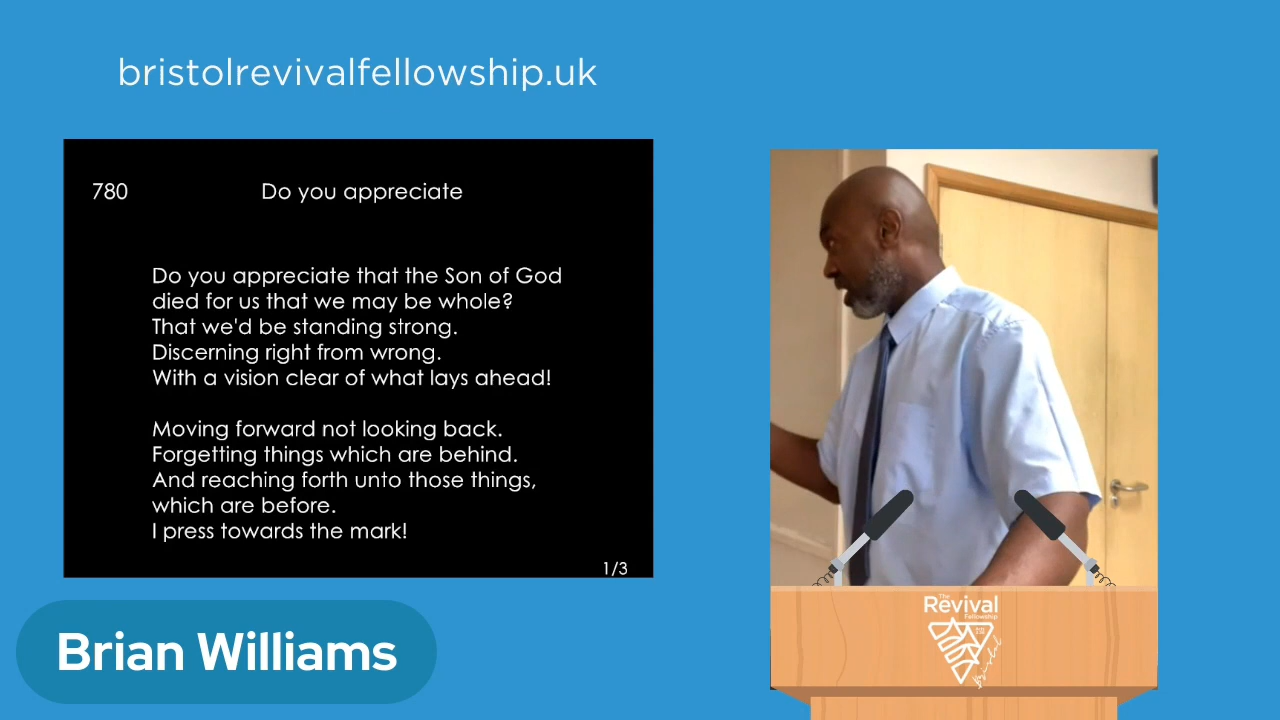 bristolrevivalfellowship.uk
780
Do you appreciate
Do you appreciate that the Son of God
died for us that we may be whole?
That we'd be standing strong.
Discerning right from wrong.
With a vision clear of what lays ahead!
Moving forward not looking back.
Forgetting things which are behind.
And reaching forth unto those things,
which are before.
I press towards the mark!
1/3
Brian Williams
The
Revival
Fellowship
Bristol